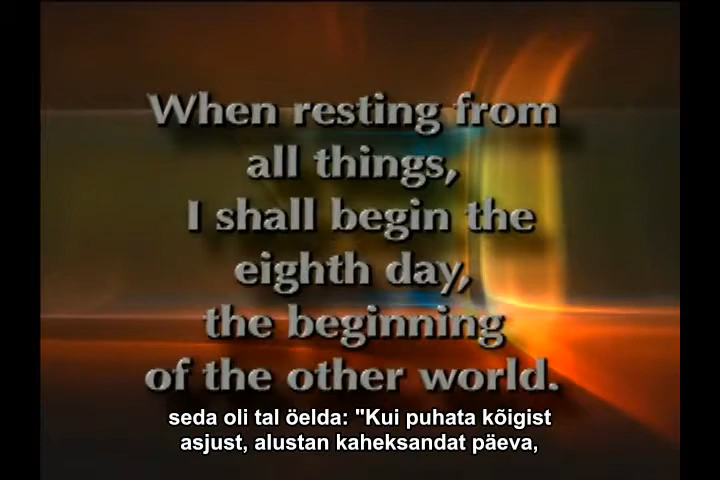 When resting from
all things,
I shall begin the
eighth day,
the beginning
of the other world.
seda oli tal öelda: "Kui puhata kõigist
asjust, alustan kaheksandat päeva,